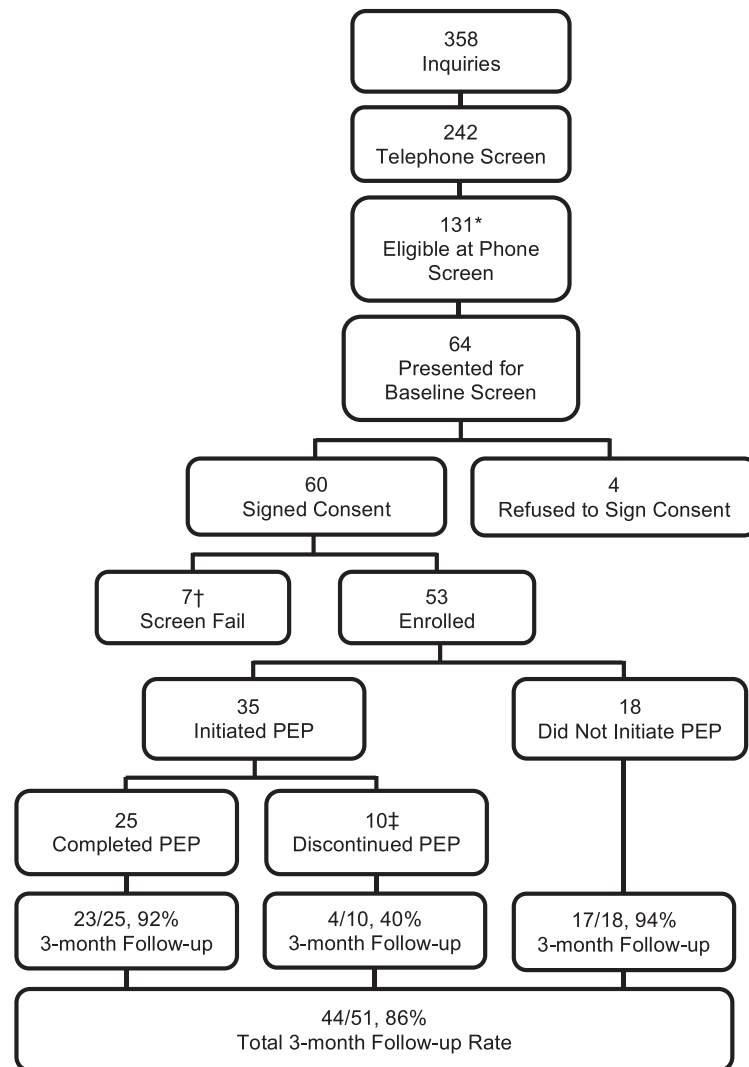 358
Inquiries
242
Telephone Screen
131*
Eligible at Phone
Screen
64
Presented for
Baseline Screen
60
Signed Consent
4
Refused to Sign Consent
7†
Screen Fail
53
Enrolled
35
Initiated PEP
18
Did Not Initiate PEP
25
Completed PEP
10‡
Discontinued PEP
23/25, 92%
3-month Follow-up
4/10, 40%
3-month Follow-up
17/18, 94%
3-month Follow-up
44/51, 86%
Total 3-month Follow-up Rate